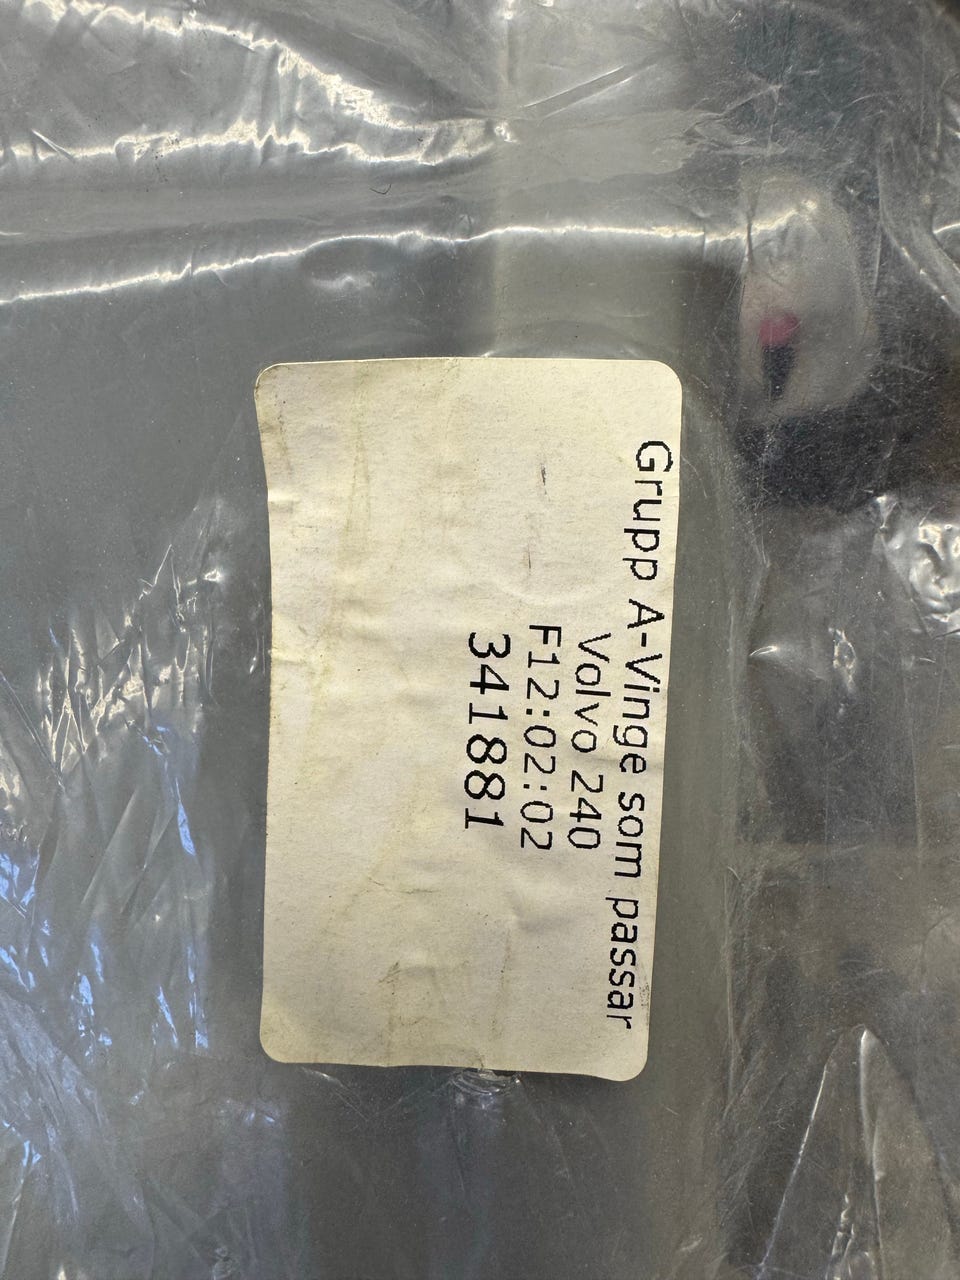 Grupp A-Vinge som passar
Volvo 240
F12:02:02
341881